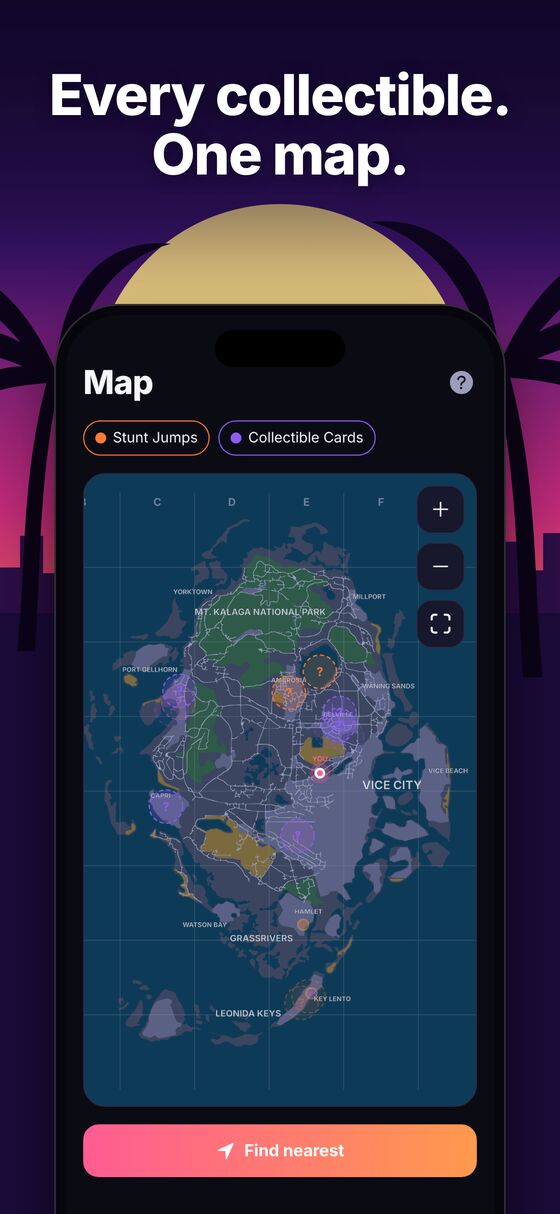 Every collectible.
One map.
Map
?
Stunt Jumps
Collectible Cards
C D E F
+
YORKTOWN
MILLPORT
MT. KALAGA NATIONAL PARK
PORT GELLHORN
?
AMBROSIA
WANING SANDS
?
YOU
VICE BEACH
VICE CITY
CAPRI
?
?
HAMLET
WATSON BAY
GRASSRIVERS
KEY LENTO
LEONIDA KEYS
Find nearest